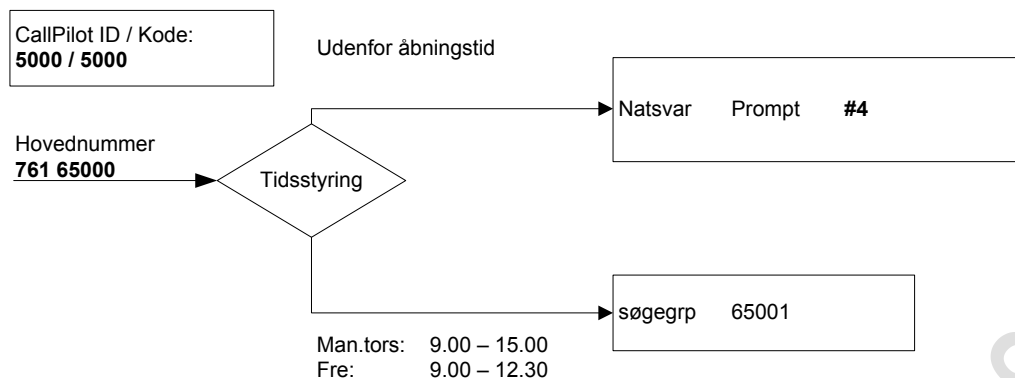 CallPilot ID / Kode:
5000 / 5000
Udenfor åbningstid
Natsvar Prompt #4
Hovednummer
761 65000
Tidsstyring
søgegrp 65001
Man.tors: 9.00 – 15.00
Fre: 9.00 – 12.30